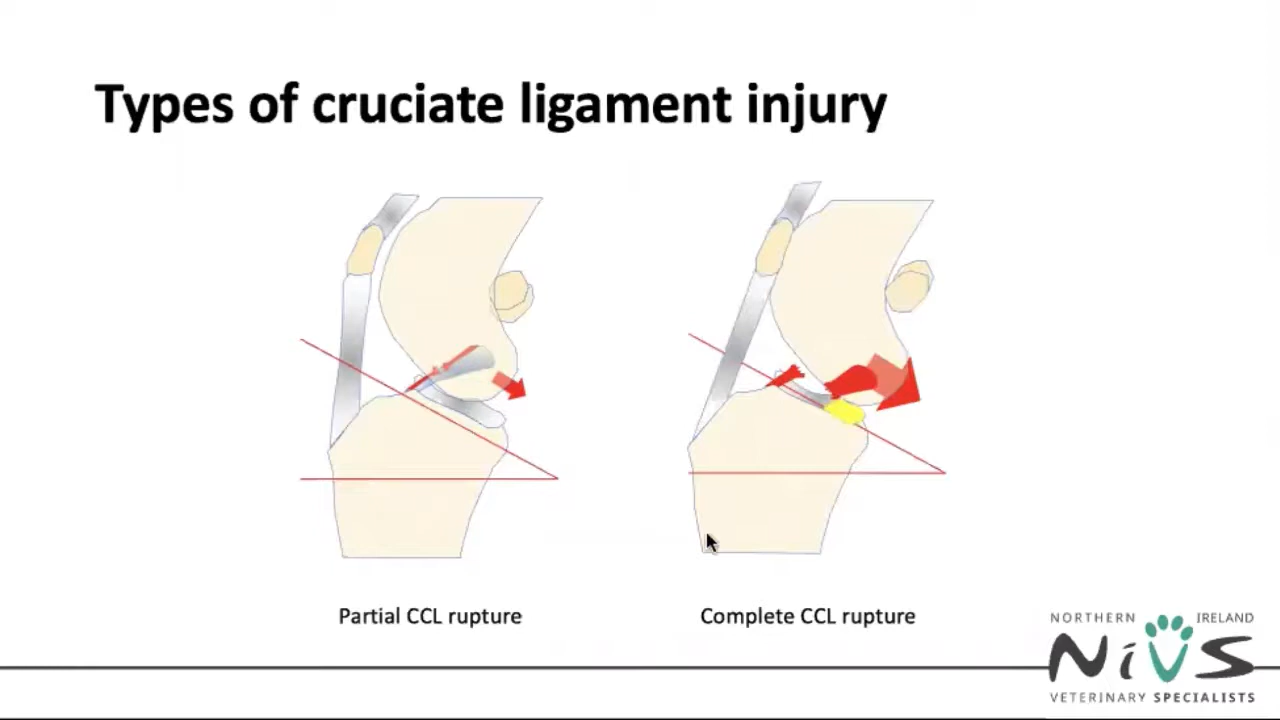 Types of cruciate ligament injury
Partial CCL rupture
Complete CCL rupture
NORTHERN IRELAND
NiVS
VETERINARY SPECIALISTS